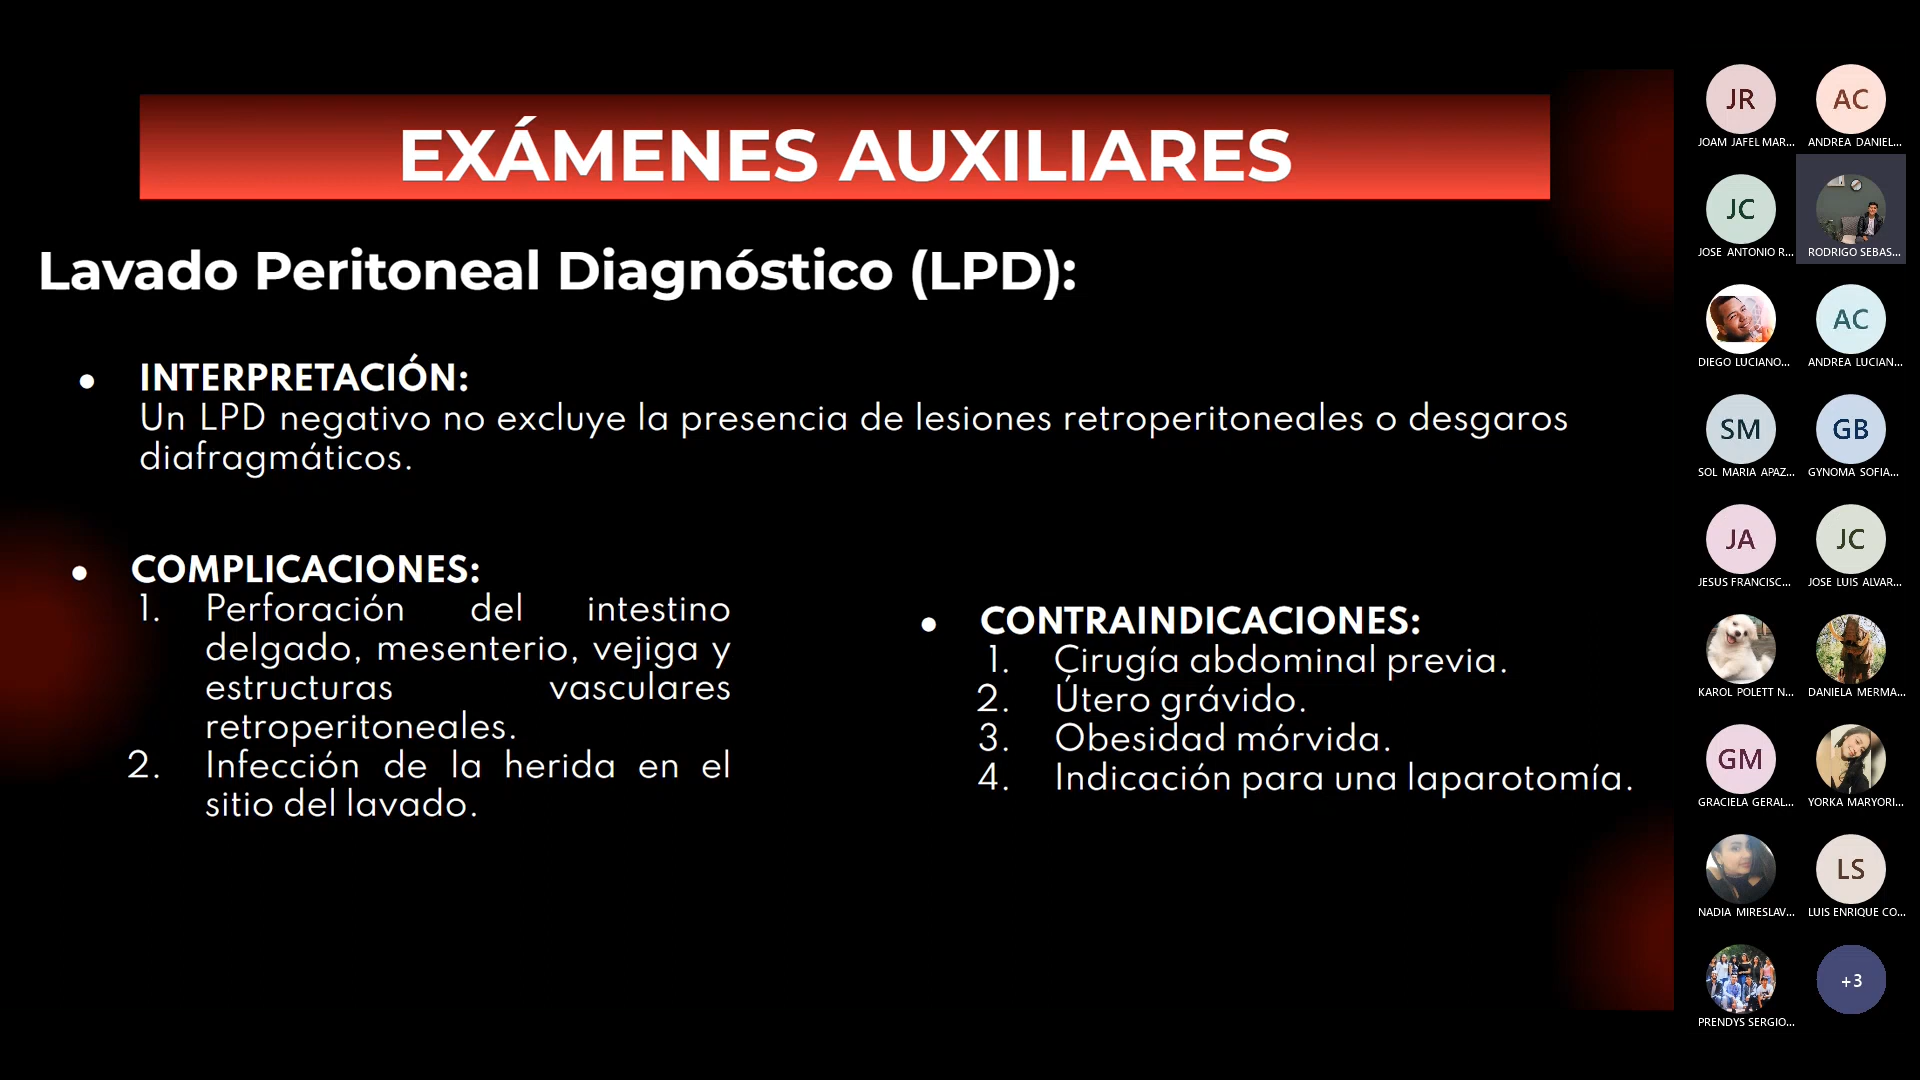 EXÁMENES AUXILIARES
Lavado Peritoneal Diagnóstico (LPD):
• INTERPRETACIÓN:
Un LPD negativo no excluye la presencia de lesiones retroperitoneales o desgaros
diafragmáticos.
• COMPLICACIONES:
1. Perforación del intestino
delgado, mesenterio, vejiga y
estructuras vasculares
retroperitoneales.
2. Infección de la herida en el
sitio del lavado.
• CONTRAINDICACIONES:
1. Cirugía abdominal previa.
2. Útero grávido.
3. Obesidad mórvida.
4. Indicación para una laparotomía.
JR
JOAM JAFEL MAR...
AC
ANDREA DANIEL...
JC
JOSE ANTONIO R...
RODRIGO SEBAS...
DIEGO LUCIANO...
AC
ANDREA LUCIAN...
SM
SOL MARIA APAZ...
GB
GYNOMA SOFIA...
JA
JESUS FRANCISC...
JC
JOSE LUIS ALVAR...
KAROL POLETT N...
DANIELA MERMA...
GM
GRACIELA GERAL...
YORKA MARYORI...
NADIA MIRESLAV...
LS
LUIS ENRIQUE CO...
PRENDYS SERGIO...
+3